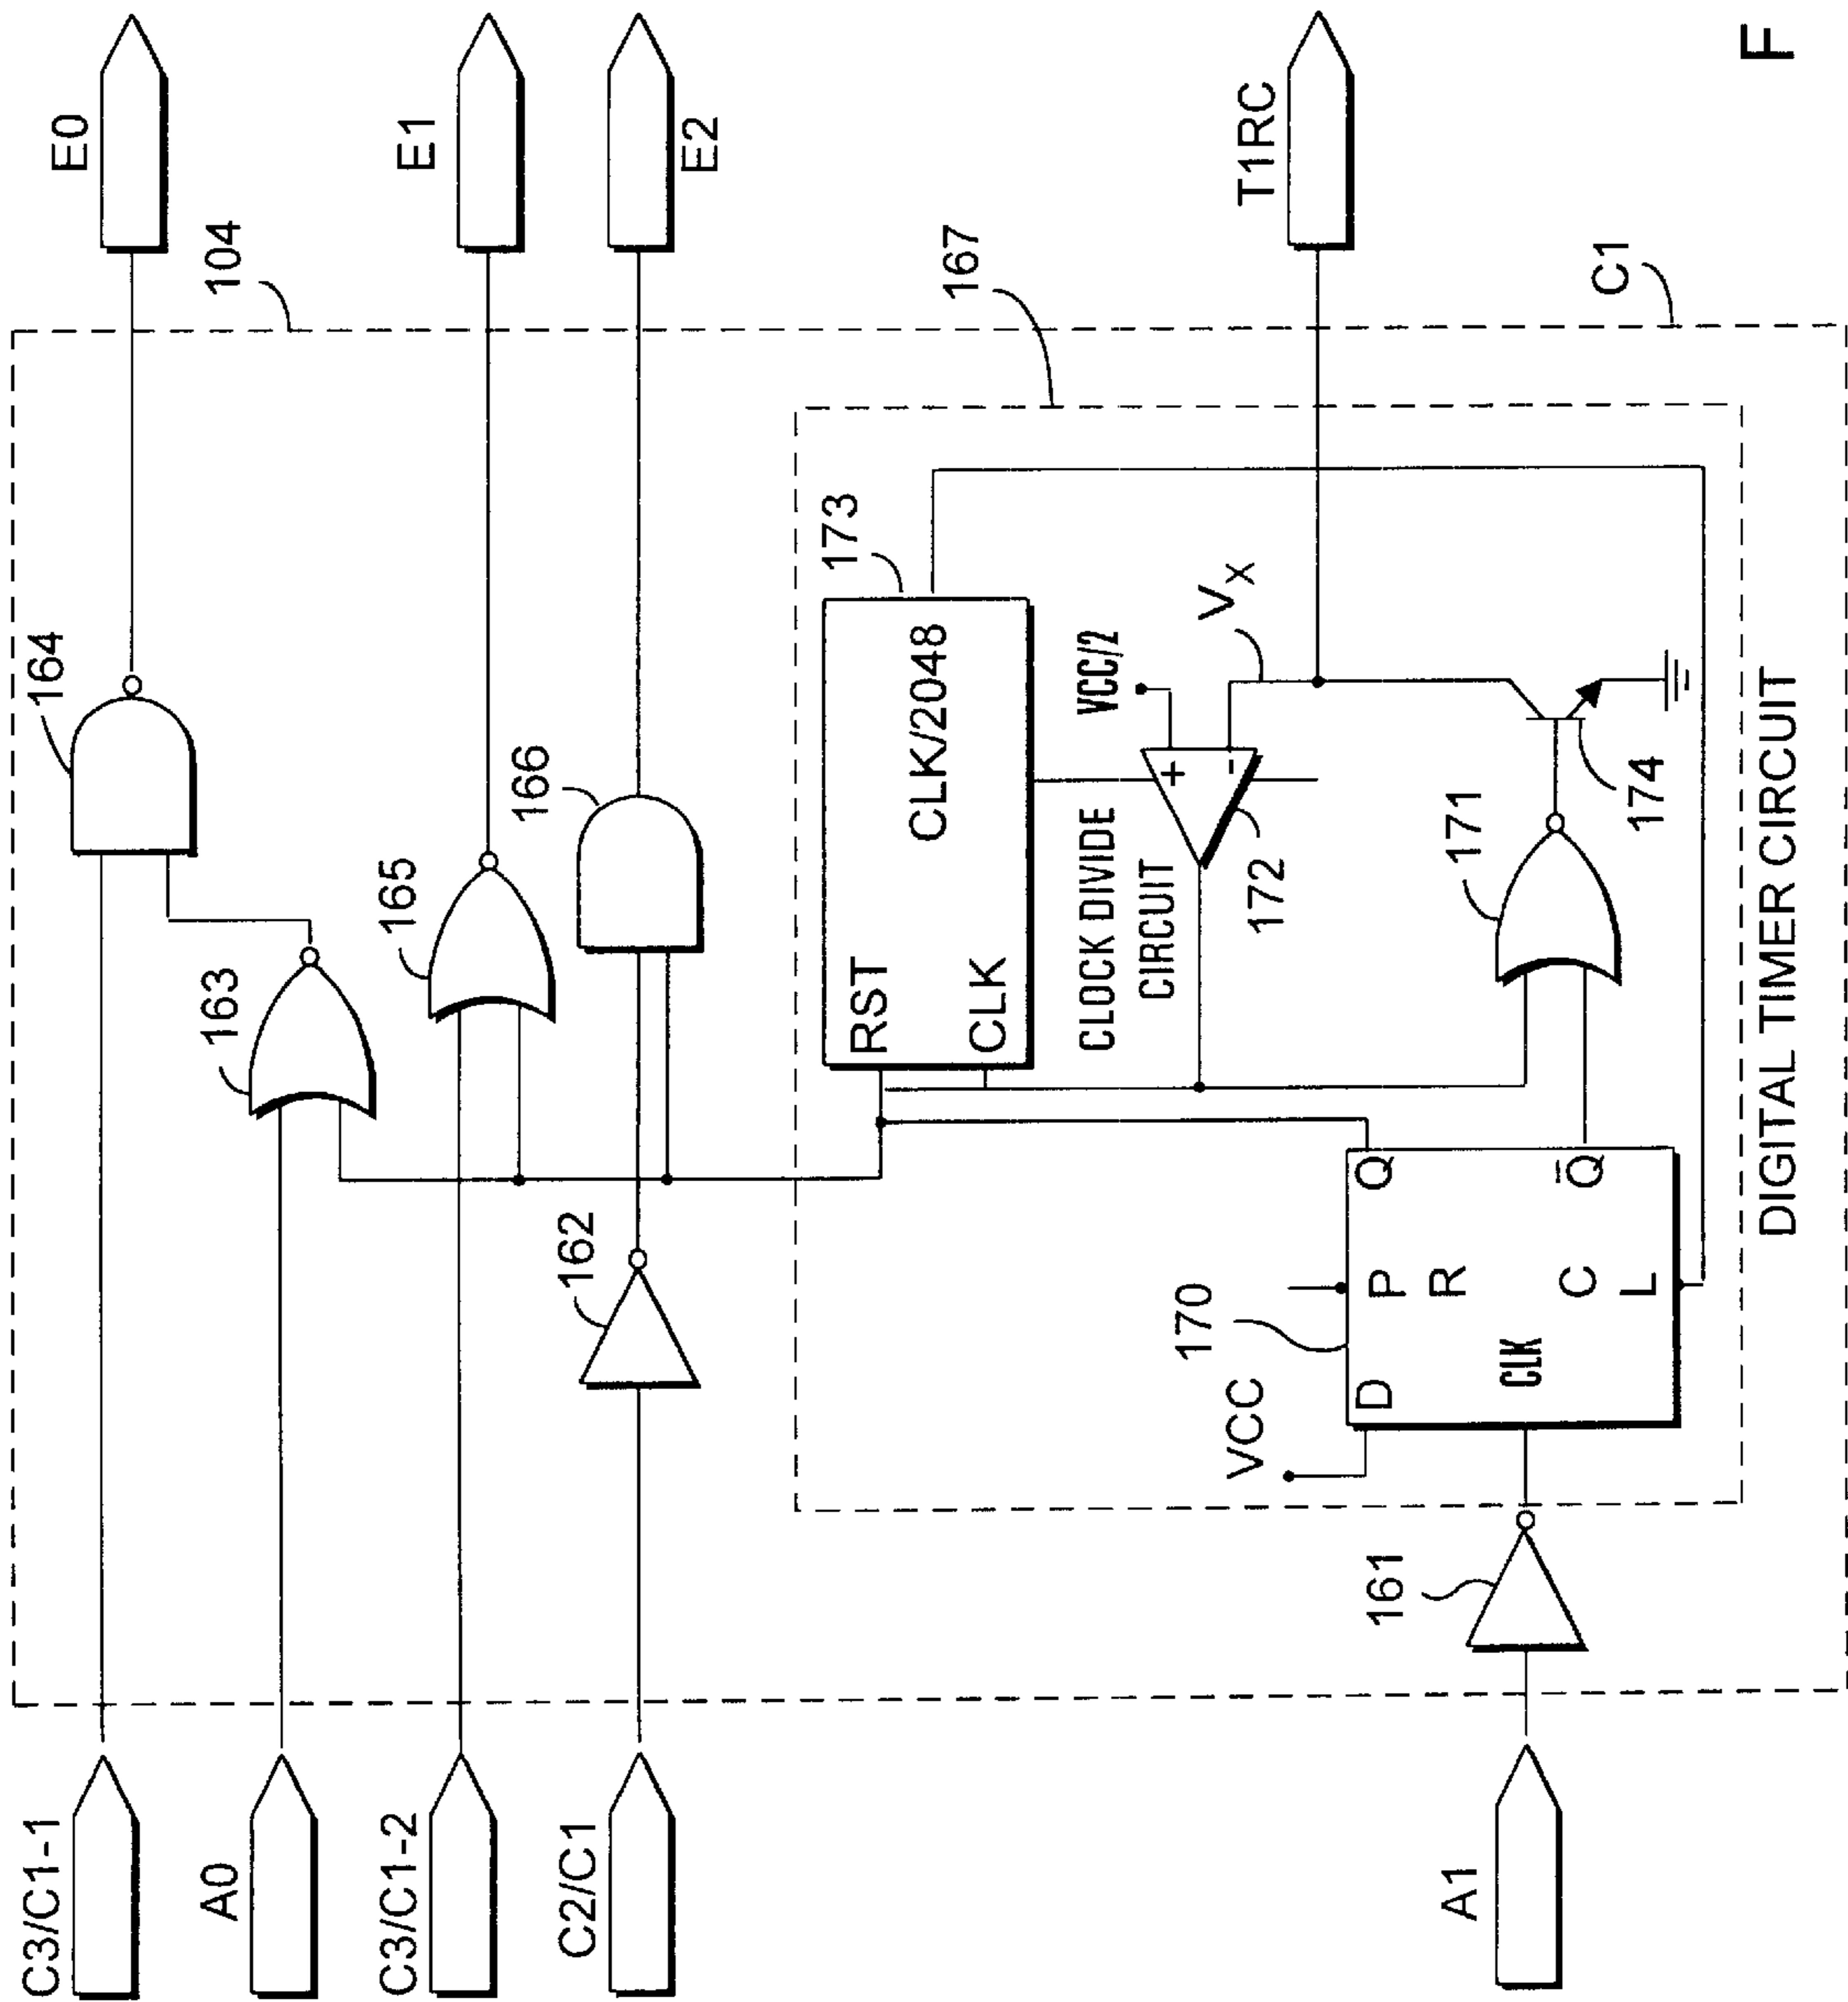 C3/C1-1
A0
C3/C1-2
C2/C1
A1
E0
E1
E2
T1RC
104
164
163
165
166
162
161
167
C1
173
RST
CLK
CLK/2048
CLOCK DIVIDE
CIRCUIT
VCC/2
VX
+
-
172
171
174
170
VCC
D
P
R
Q
CLK
C
L
Q̅
DIGITAL TIMER CIRCUIT
F